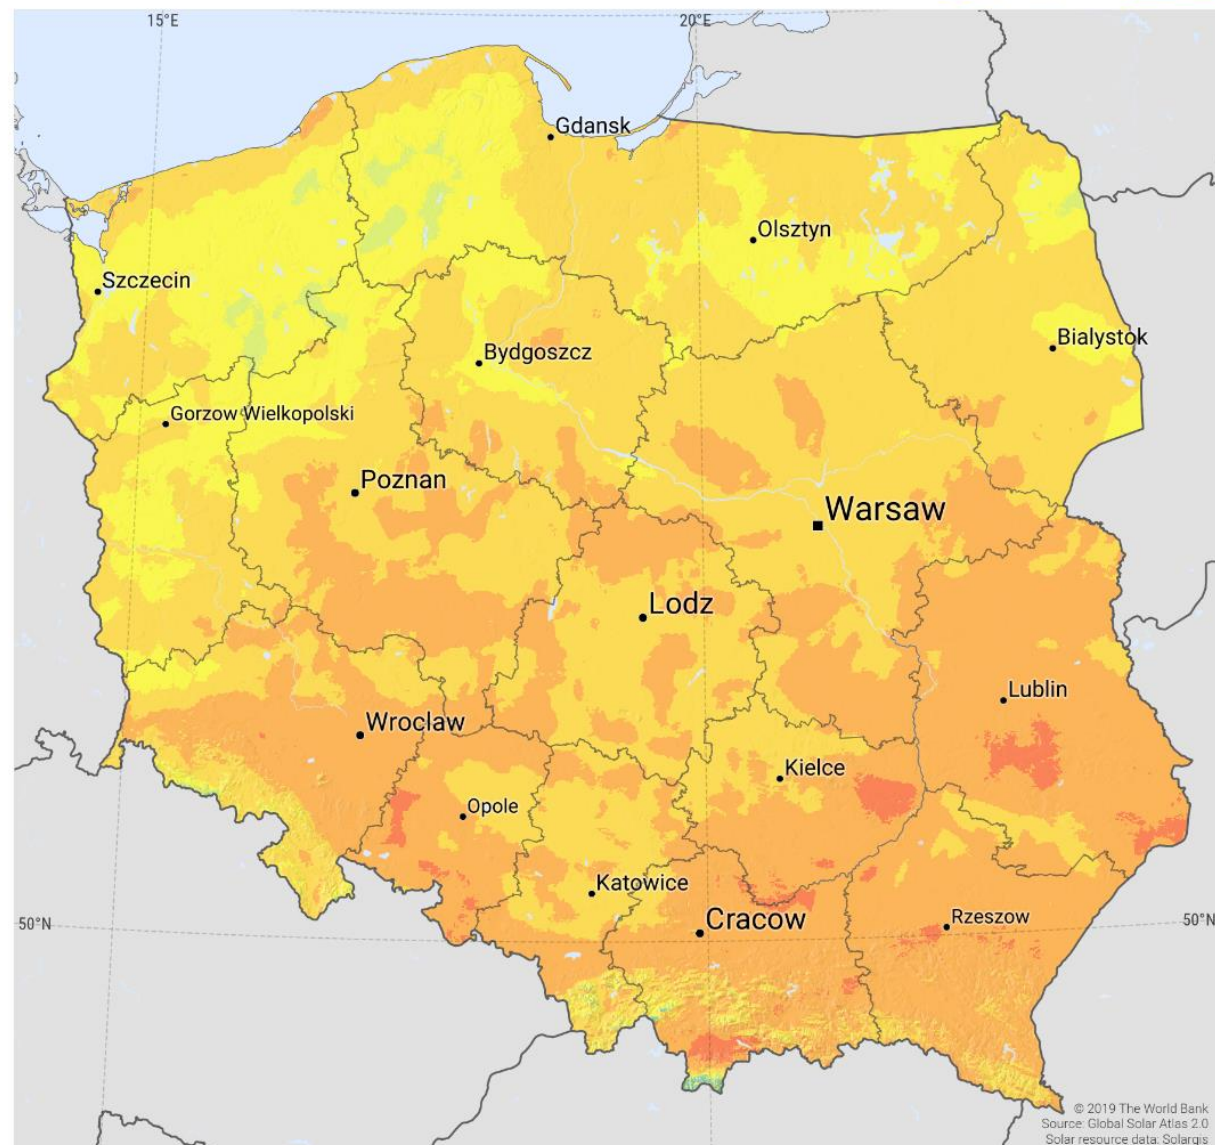 15°E
20°E
Gdansk
Olsztyn
Szczecin
Bialystok
Bydgoszcz
Gorzow Wielkopolski
Poznan
Warsaw
Lodz
Lublin
Wroclaw
Kielce
Opole
Katowice
50°N
Cracow
Rzeszow
50°N
© 2019 The World Bank
Source: Global Solar Atlas 2.0
Solar resource data: Solargis